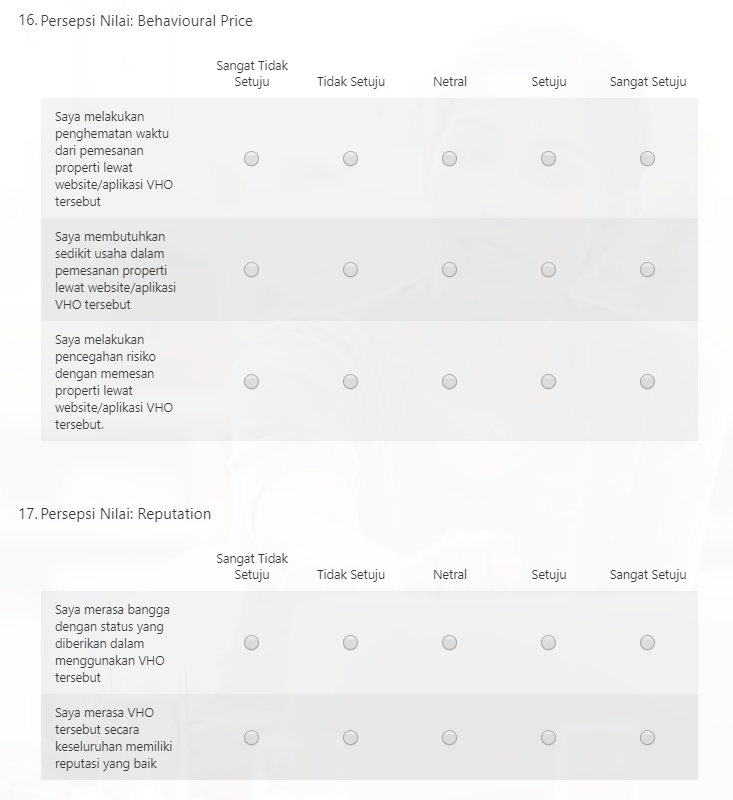 16. Persepsi Nilai: Behavioural Price
Sangat Tidak
Setuju Tidak Setuju Netral Setuju Sangat Setuju
Saya melakukan
penghematan waktu
dari pemesanan
properti lewat
website/aplikasi VHO
tersebut
Saya membutuhkan
sedikit usaha dalam
pemesanan properti
lewat website/aplikasi
VHO tersebut
Saya melakukan
pencegahan risiko
dengan memesan
properti lewat
website/aplikasi VHO
tersebut.
17. Persepsi Nilai: Reputation
Sangat Tidak
Setuju Tidak Setuju Netral Setuju Sangat Setuju
Saya merasa bangga
dengan status yang
diberikan dalam
menggunakan VHO
tersebut
Saya merasa VHO
tersebut secara
keseluruhan memiliki
reputasi yang baik